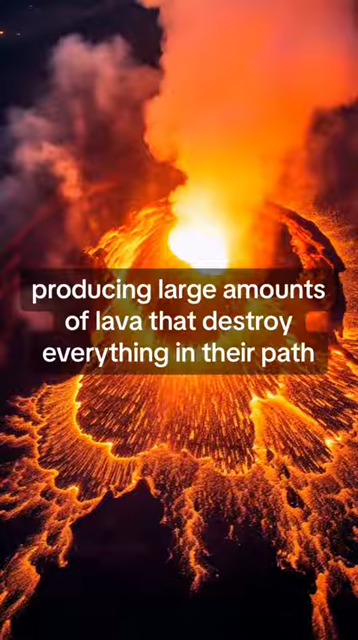 producing large amounts
of lava that destroy
everything in their path